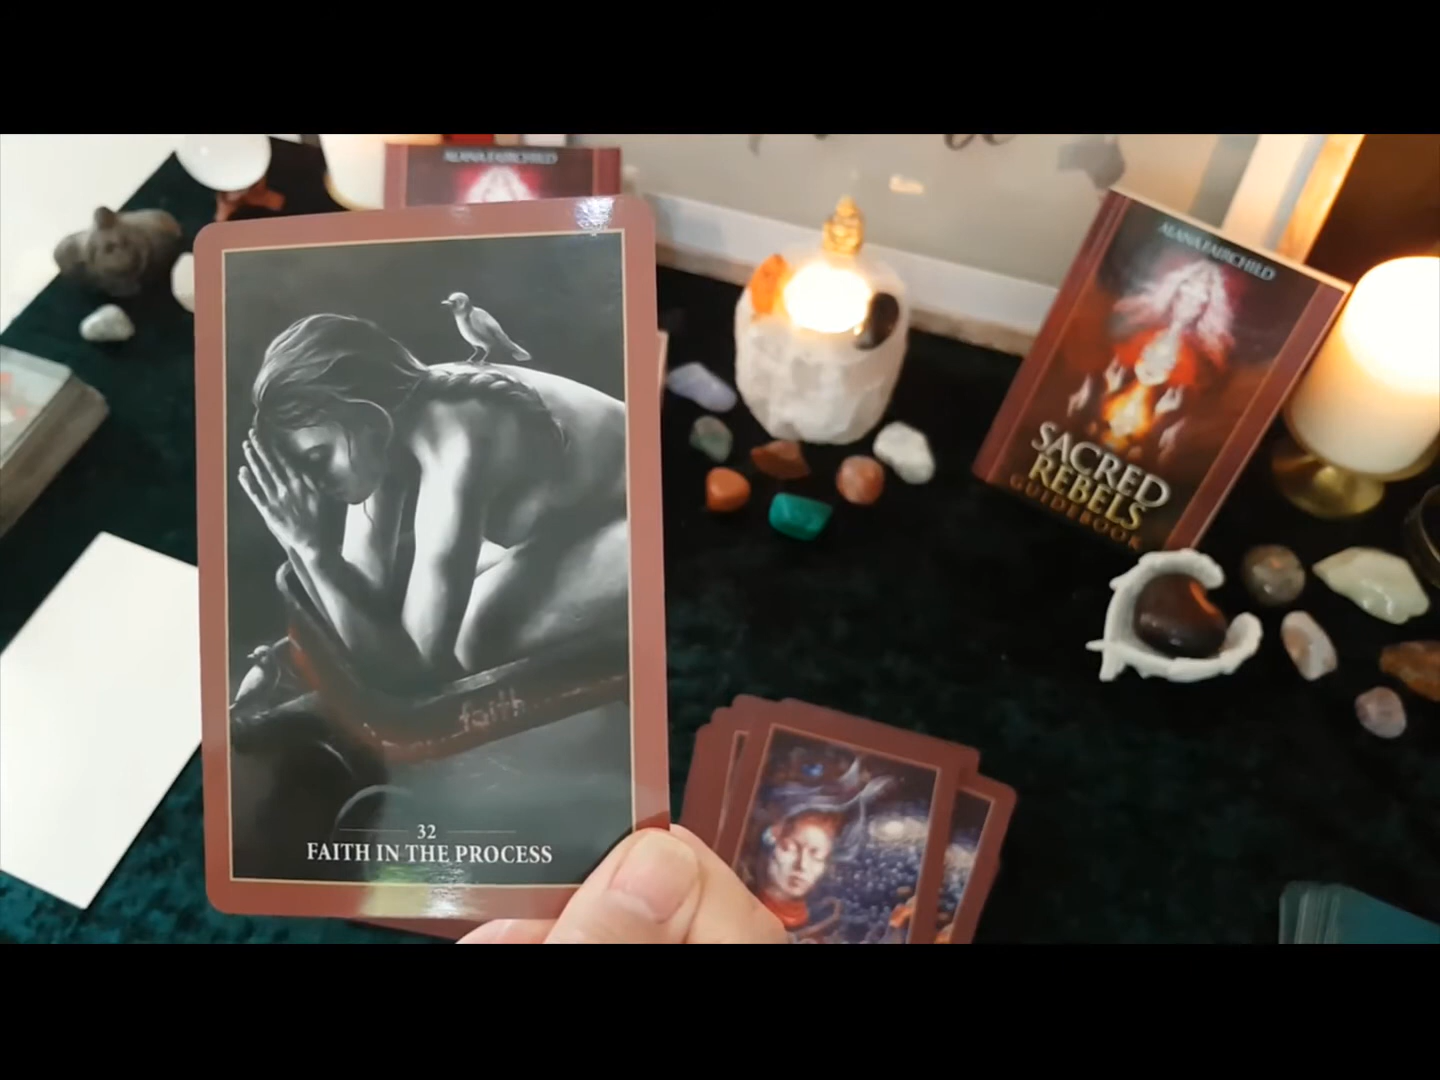 ALANA FAIRCHILD
faith
32
FAITH IN THE PROCESS
ALANA FAIRCHILD
SACRED
REBELS
GUIDEBOOK